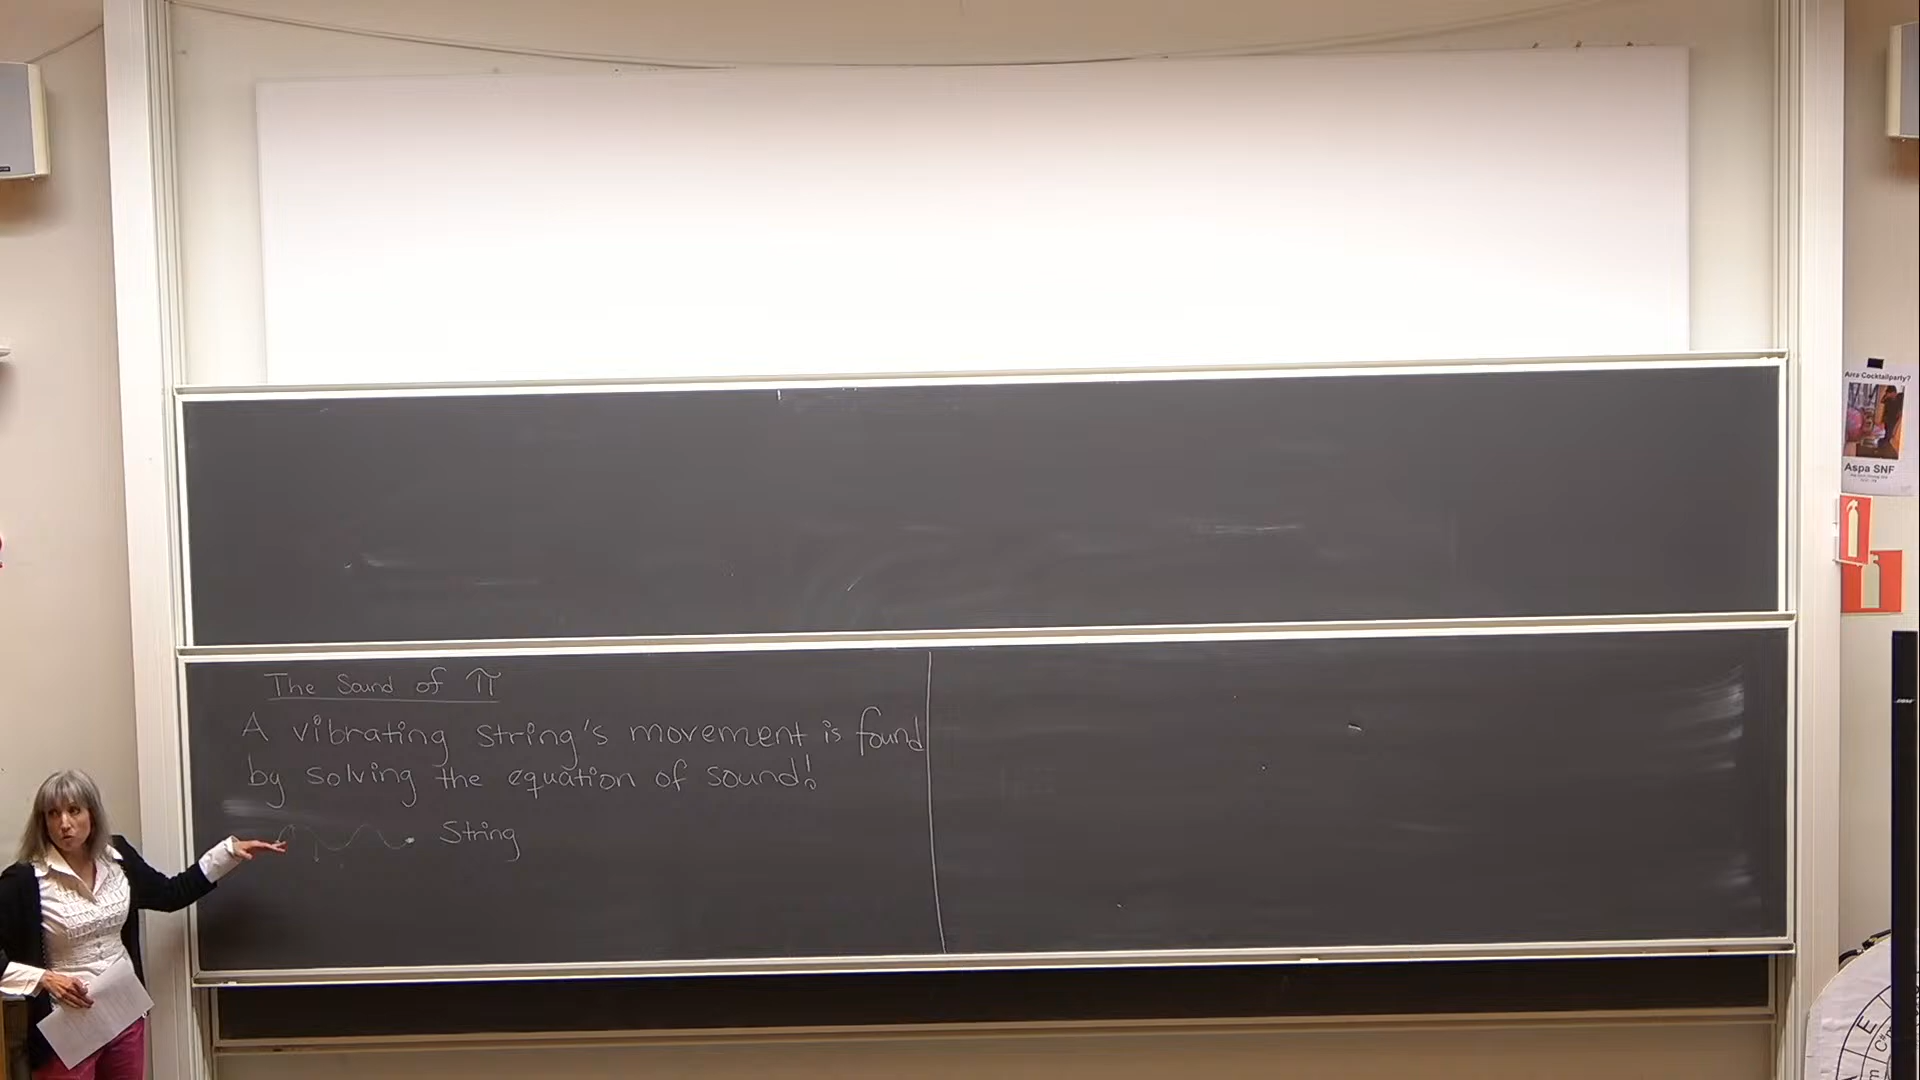 The Sound of π
A vibrating string's movement is found
by solving the equation of sound!
String
Arra Cocktailparty?
Aspa SNF
E
C#
BOSE